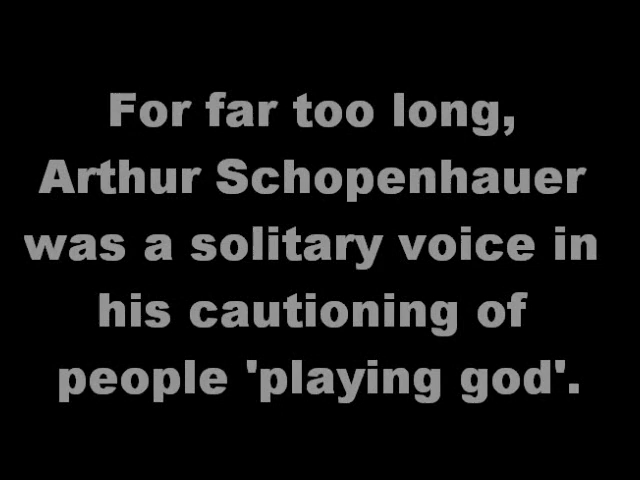 For far too long,
Arthur Schopenhauer
was a solitary voice in
his cautioning of
people 'playing god'.